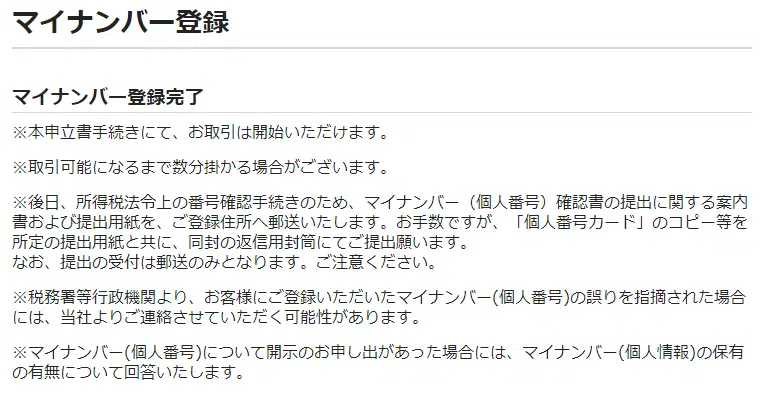 マイナンバー登録
マイナンバー登録完了
※本申立書手続きにて、お取引は開始いただけます。
※取引可能になるまで数分掛かる場合がございます。
※後日、所得税法令上の番号確認手続きのため、マイナンバー（個人番号）確認書の提出に関する案内
書および提出用紙を、ご登録住所へ郵送いたします。お手数ですが、「個人番号カード」のコピー等を
所定の提出用紙と共に、同封の返信用封筒にてご提出願います。
なお、提出の受付は郵送のみとなります。ご注意ください。
※税務署等行政機関より、お客様にご登録いただいたマイナンバー(個人番号)の誤りを指摘された場合
には、当社よりご連絡させていただく可能性があります。
※マイナンバー(個人番号)について開示のお申し出があった場合には、マイナンバー(個人情報)の保有
の有無について回答いたします。